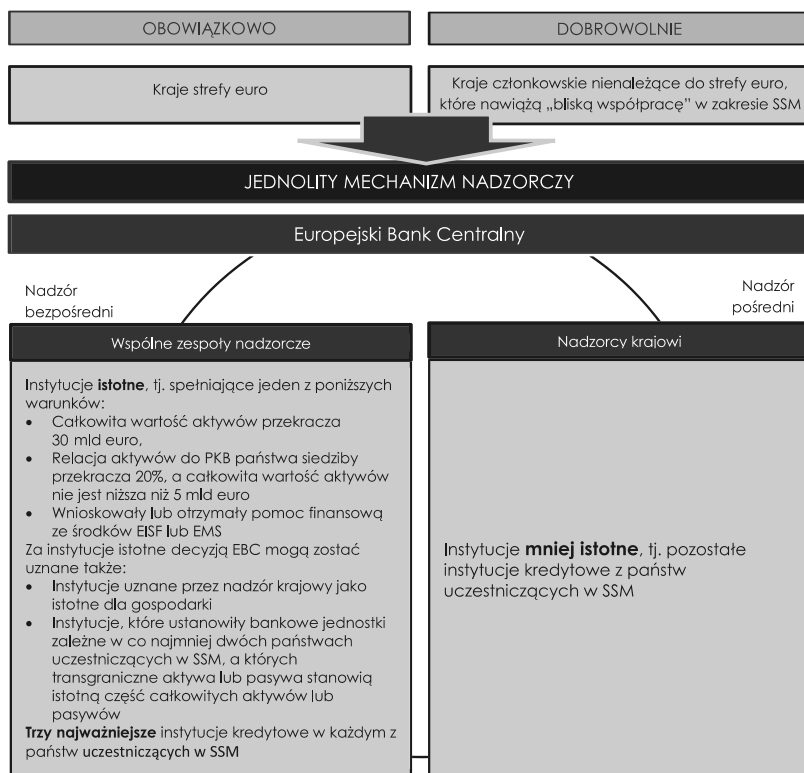 OBOWIĄZKOWO
DOBROWOLNIE
Kraje strefy euro
Kraje członkowskie nienależące do strefy euro,
które nawiążą „bliską współpracę” w zakresie SSM
JEDNOLITY MECHANIZM NADZORCZY
Europejski Bank Centralny
Nadzór
bezpośredni
Nadzór
pośredni
Wspólne zespoły nadzorcze
Instytucje istotne, tj. spełniające jeden z poniższych
warunków:
• Całkowita wartość aktywów przekracza
30 mld euro,
• Relacja aktywów do PKB państwa siedziby
przekracza 20%, a całkowita wartość aktywów
nie jest niższa niż 5 mld euro
• Wnioskowały lub otrzymały pomoc finansową
ze środków EISF lub EMS
Za instytucje istotne decyzją EBC mogą zostać
uznane także:
• Instytucje uznane przez nadzór krajowy jako
istotne dla gospodarki
• Instytucje, które ustanowiły bankowe jednostki
zależne w co najmniej dwóch państwach
uczestniczących w SSM, a których
transgraniczne aktywa lub pasywa stanowią
istotną część całkowitych aktywów lub
pasywów
Trzy najważniejsze instytucje kredytowe w każdym z
państw uczestniczących w SSM
Nadzorcy krajowi
Instytucje mniej istotne, tj. pozostałe
instytucje kredytowe z państw
uczestniczących w SSM